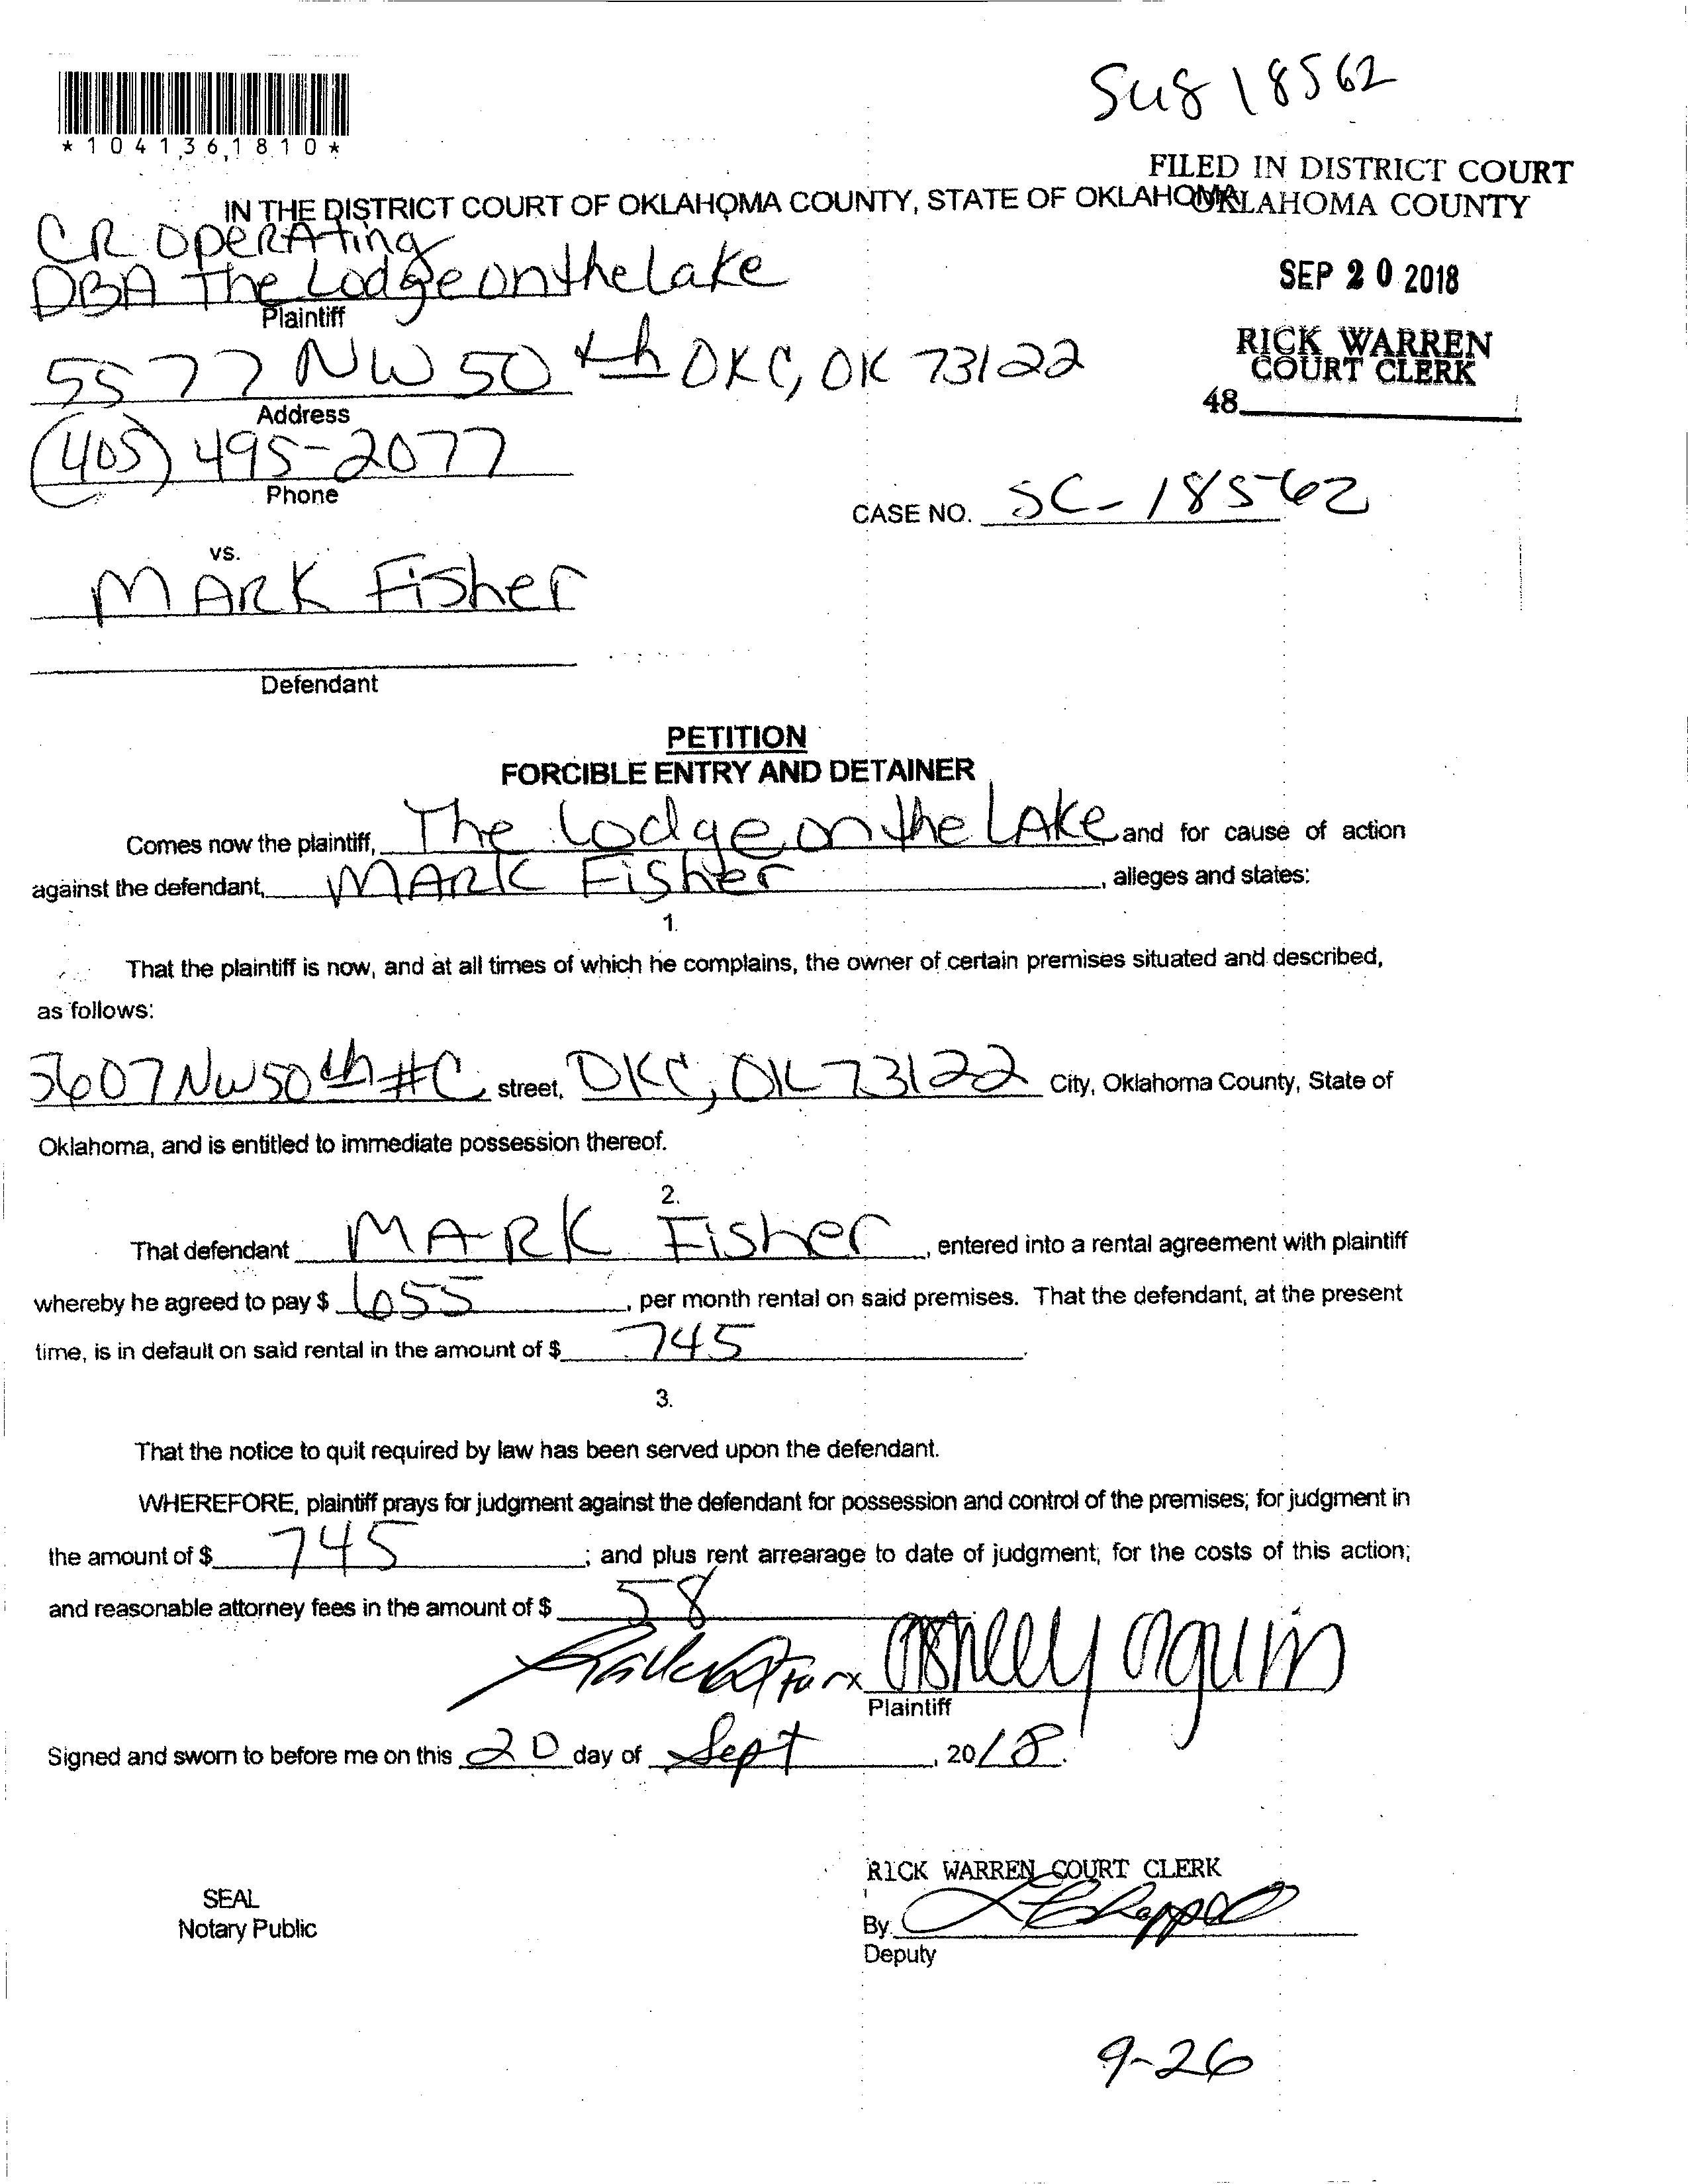 SC18 18562
*1041361810*
FILED IN DISTRICT COURT
OKLAHOMA COUNTY
IN THE DISTRICT COURT OF OKLAHOMA COUNTY, STATE OF OKLAHOMA
CR Operating
DBA The Lodge on the Lake
Plaintiff
SEP 20 2018
RICK WARREN
COURT CLERK
48
5577 NW 50th OKC, OK 73122
Address
(405) 495-2077
Phone
CASE NO. SC-18562
vs.
MARK Fisher
Defendant
PETITION
FORCIBLE ENTRY AND DETAINER
Comes now the plaintiff, The Lodge on the LAke and for cause of action
against the defendant, MARK Fisher, alleges and states:
1.
That the plaintiff is now, and at all times of which he complains, the owner of certain premises situated and described,
as follows:
5607 NW 50th #C street, OKC, OK 73122 City, Oklahoma County, State of
Oklahoma, and is entitled to immediate possession thereof.
2.
That defendant MARK Fisher, entered into a rental agreement with plaintiff
whereby he agreed to pay $ 655, per month rental on said premises. That the defendant, at the present
time, is in default on said rental in the amount of $ 745.
3.
That the notice to quit required by law has been served upon the defendant.
WHEREFORE, plaintiff prays for judgment against the defendant for possession and control of the premises; for judgment in
the amount of $ 745; and plus rent arrearage to date of judgment; for the costs of this action;
and reasonable attorney fees in the amount of $ 58
Ashley
Plaintiff
Signed and sworn to before me on this 20 day of Sept, 2018.
RICK WARREN COURT CLERK
SEAL
Notary Public
By
Deputy
9-26